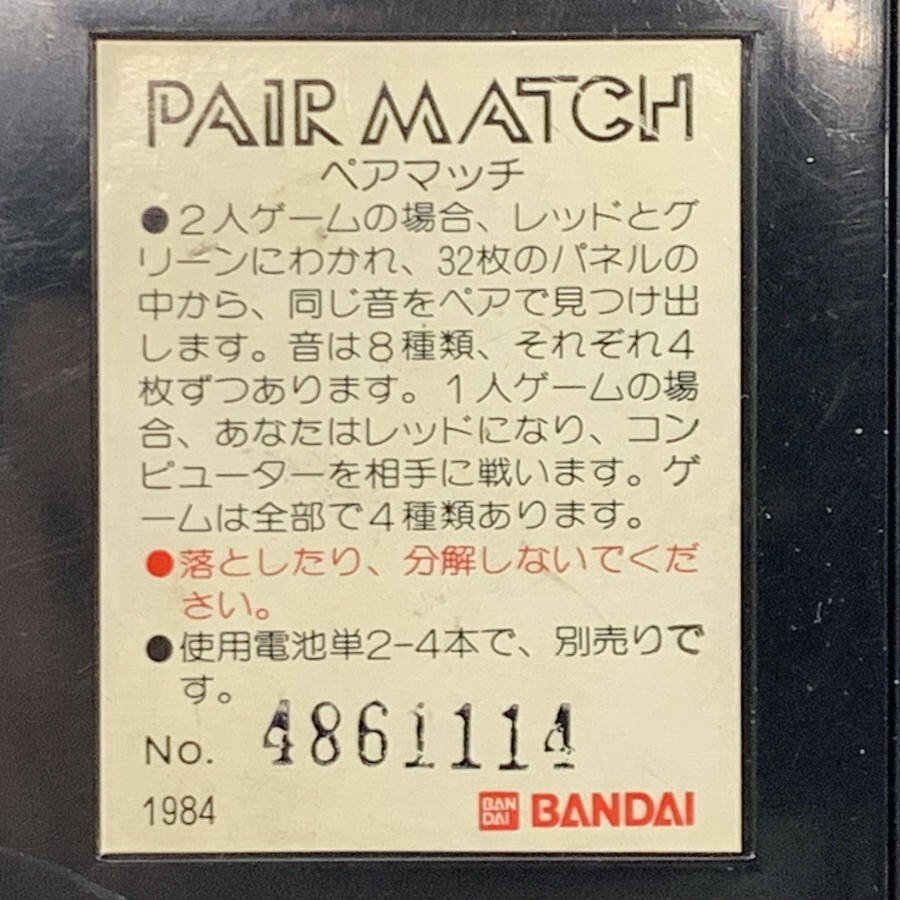 PAIR MATCH
ペアマッチ
●2人ゲームの場合、レッドとグ
リーンにわかれ、32枚のパネルの
中から、同じ音をペアで見つけ出
します。音は8種類、それぞれ4
枚ずつあります。1人ゲームの場
合、あなたはレッドになり、コン
ピューターを相手に戦います。ゲ
ームは全部で4種類あります。
●落としたり、分解しないでくだ
さい。
●使用電池単2-4本で、別売りで
す。
No. 4861114
1984 BAN DAI BANDAI